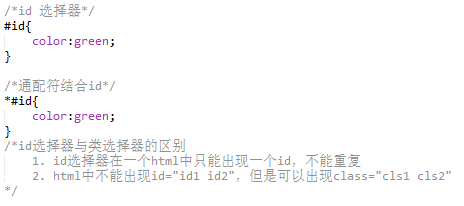 /*id 选择器*/
#id{
    color:green;
}
/*通配符结合id*/
*#id{
    color:green;
}
/*id选择器与类选择器的区别
    1. id选择器在一个html中只能出现一个id，不能重复
    2. html中不能出现id="id1 id2"，但是可以出现class="cls1 cls2"
*/